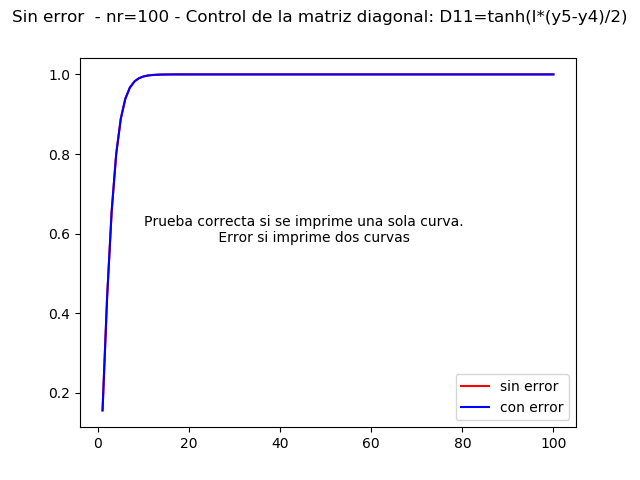 Sin error  - nr=100 - Control de la matriz diagonal: D11=tanh(l*(y5-y4)/2)
1.0
0.8
0.6
0.4
0.2
Prueba correcta si se imprime una sola curva.
Error si imprime dos curvas
sin error
con error
0 20 40 60 80 100